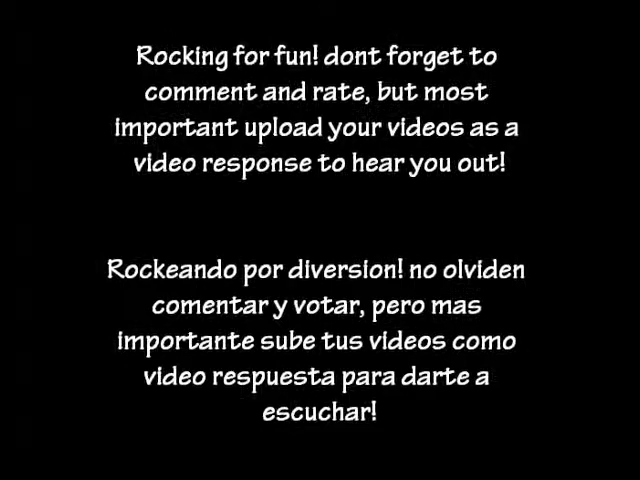 Rocking for fun! dont forget to
comment and rate, but most
important upload your videos as a
video response to hear you out!
Rockeando por diversion! no olviden
comentar y votar, pero mas
importante sube tus videos como
video respuesta para darte a
escuchar!